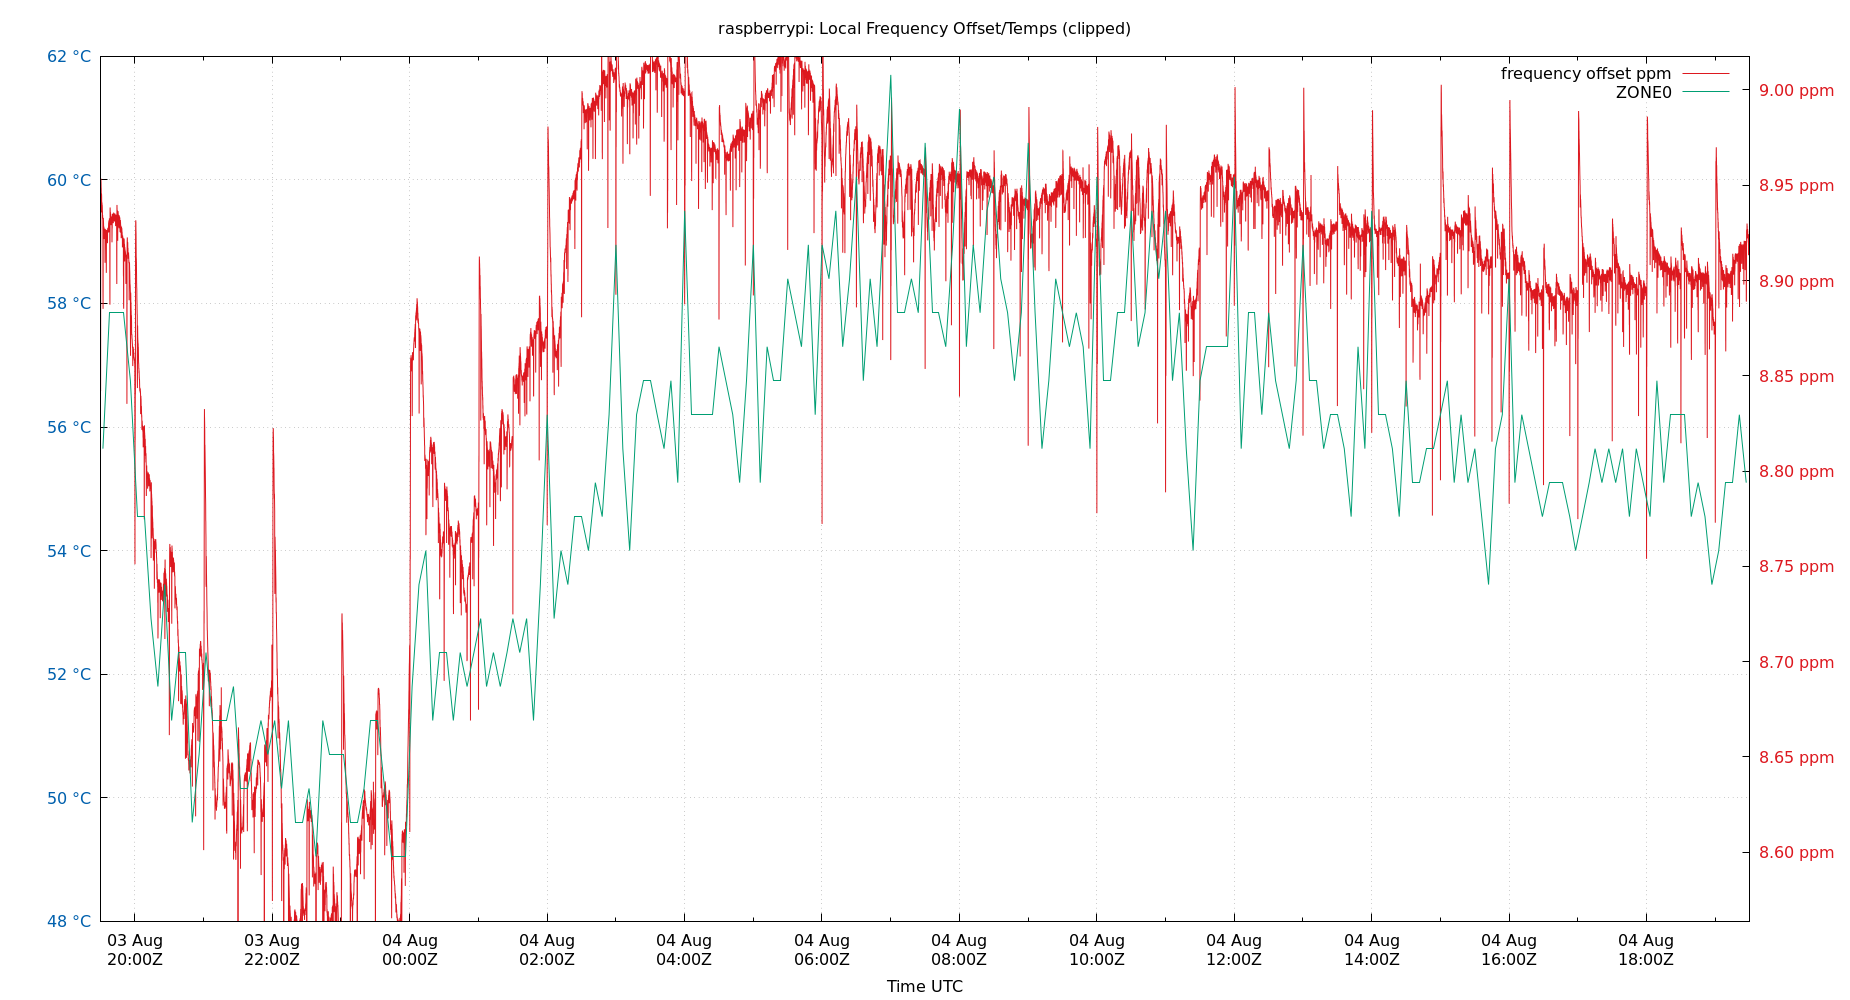 raspberrypi: Local Frequency Offset/Temps (clipped)
62 °C
60 °C
58 °C
56 °C
54 °C
52 °C
50 °C
48 °C
frequency offset ppm
ZONE0
9.00 ppm
8.95 ppm
8.90 ppm
8.85 ppm
8.80 ppm
8.75 ppm
8.70 ppm
8.65 ppm
8.60 ppm
03 Aug 03 Aug 04 Aug 04 Aug 04 Aug 04 Aug 04 Aug 04 Aug 04 Aug 04 Aug 04 Aug 04 Aug
20:00Z 22:00Z 00:00Z 02:00Z 04:00Z 06:00Z 08:00Z 10:00Z 12:00Z 14:00Z 16:00Z 18:00Z
Time UTC